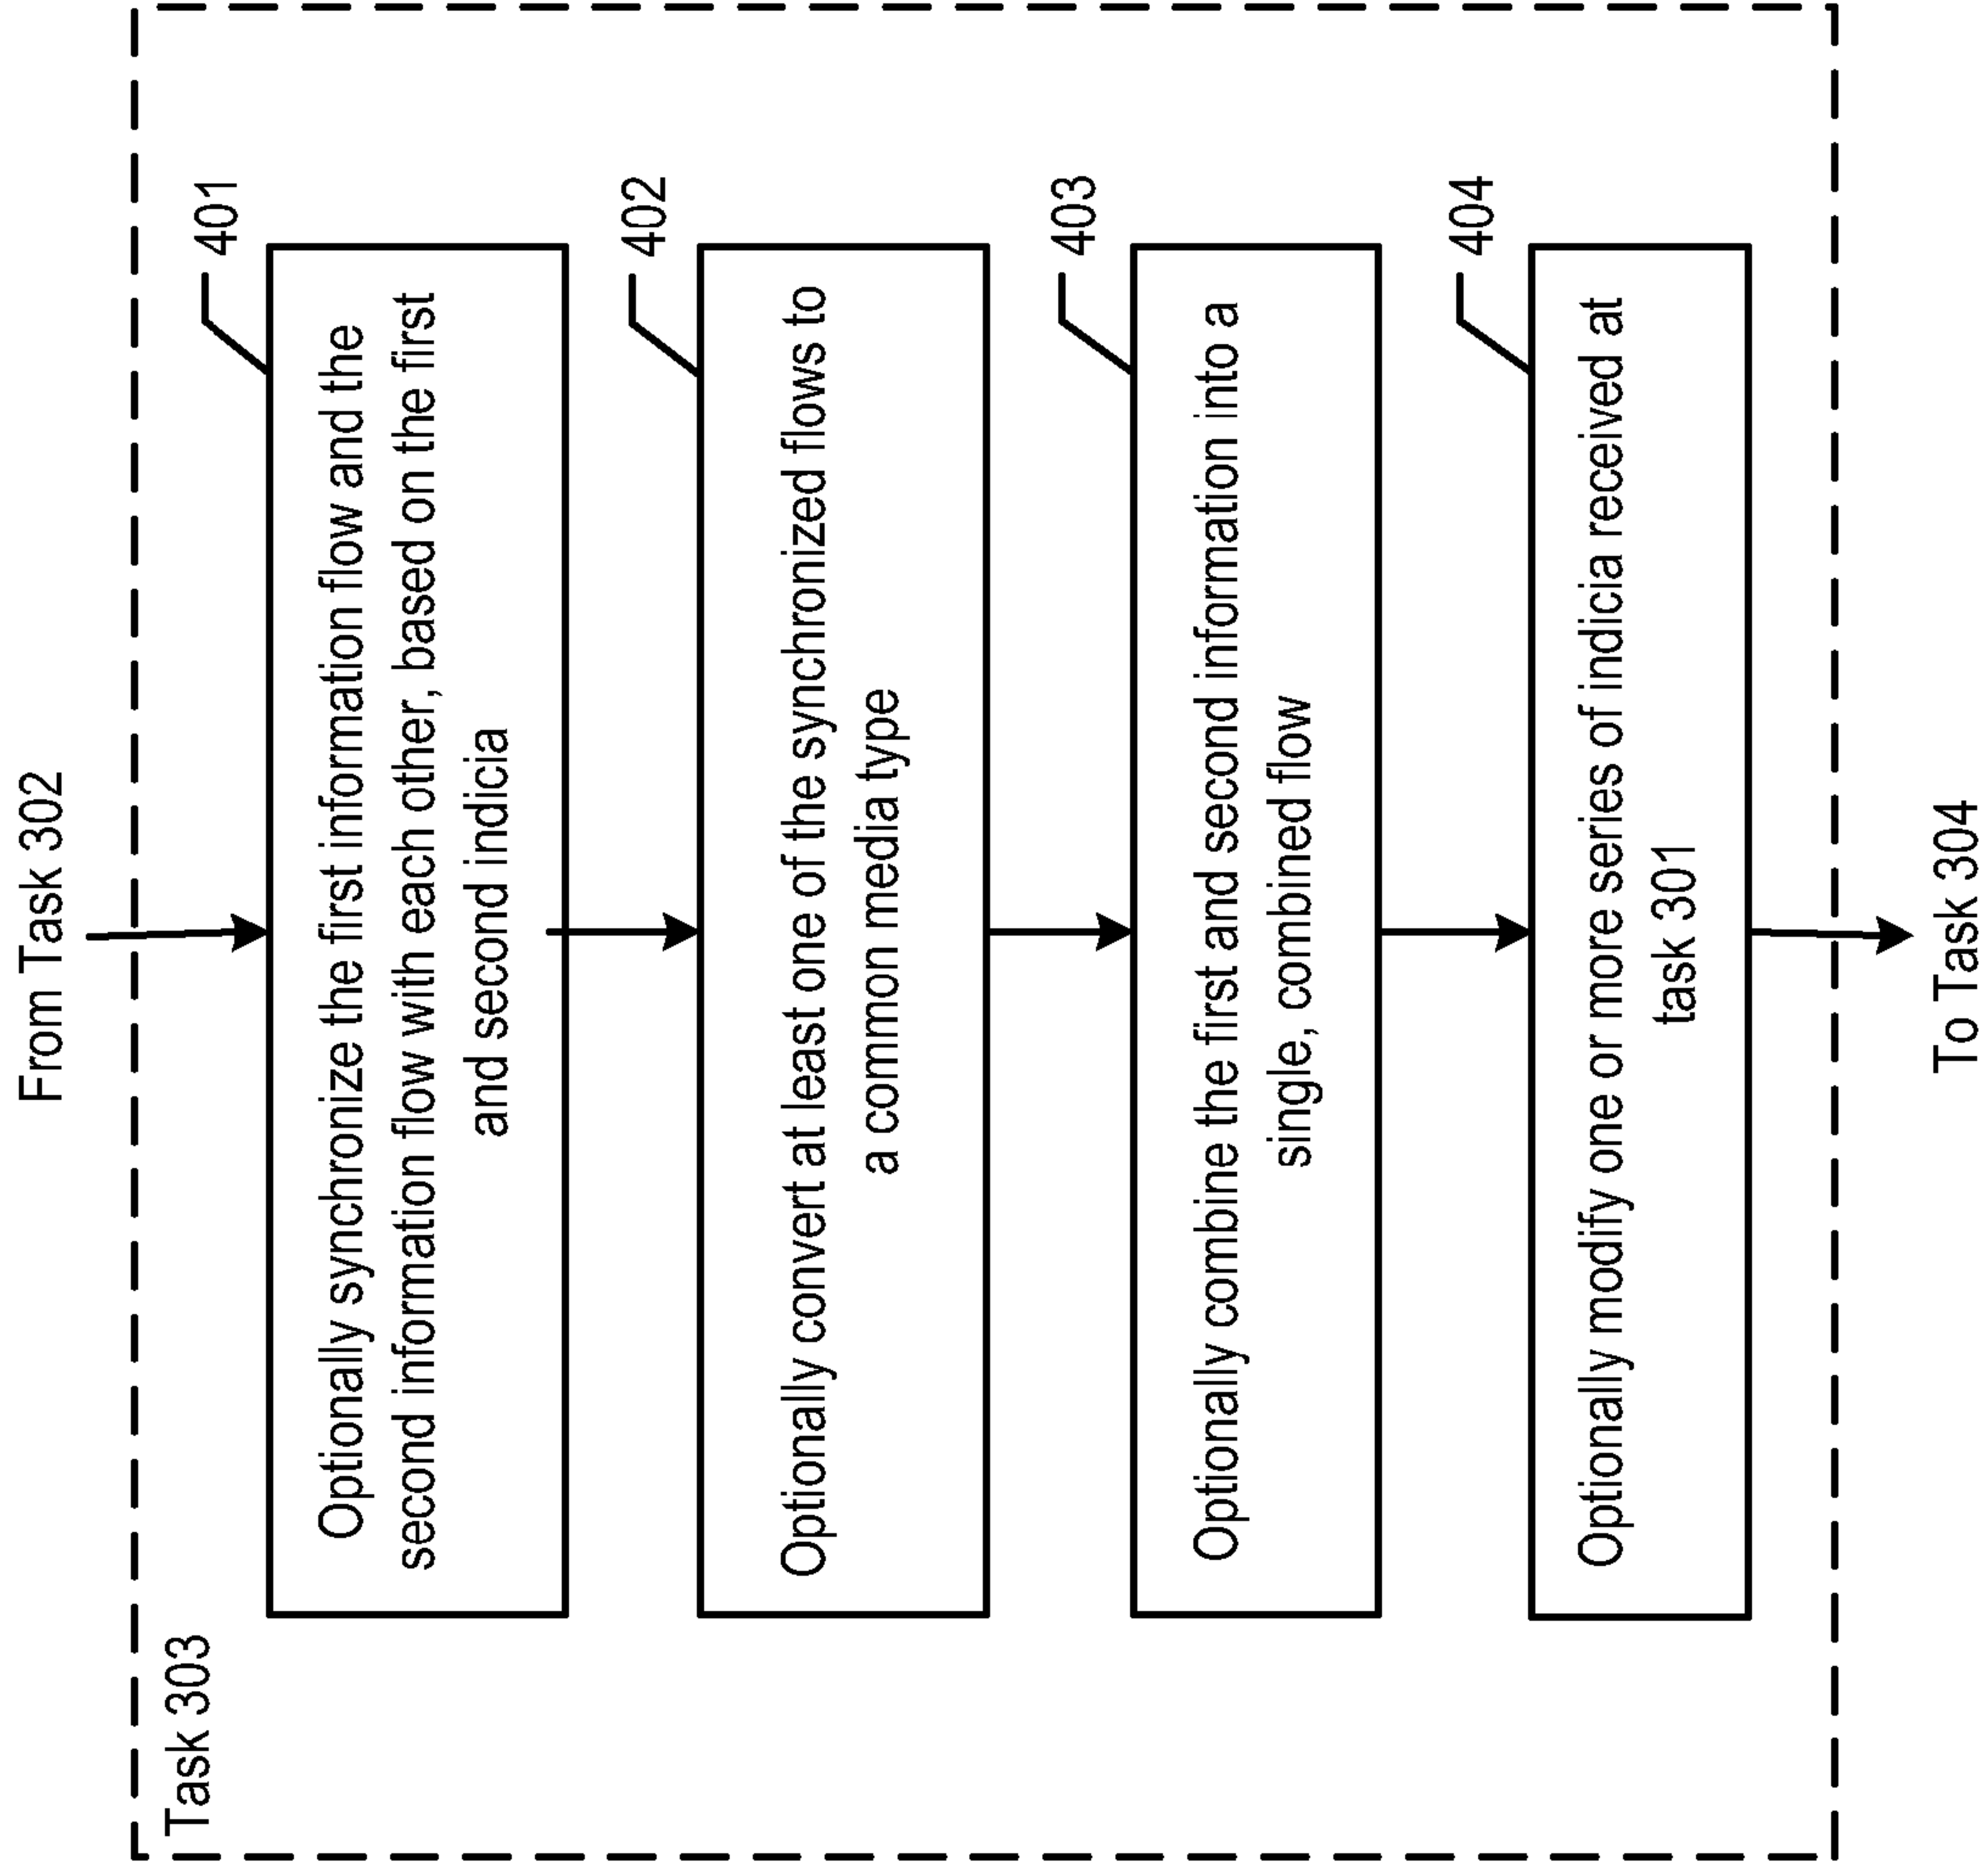 From Task 302
Task 303
401
Optionally synchronize the first information flow and the
second information flow with each other, based on the first
and second indicia
402
Optionally convert at least one of the synchronized flows to
a common media type
403
Optionally combine the first and second information into a
single, combined flow
404
Optionally modify one or more series of indicia received at
task 301
To Task 304